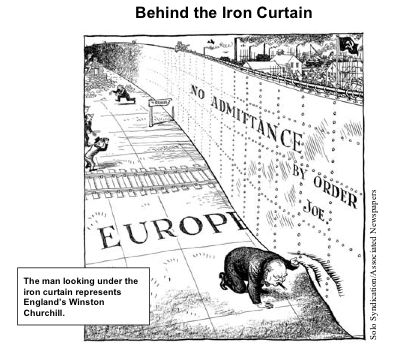 Behind the Iron Curtain
NO ADMITTANCE
BY ORDER
JOE
EUROPE
The man looking under the
iron curtain represents
England's Winston
Churchill.
Solo Syndication/Associated Newspapers